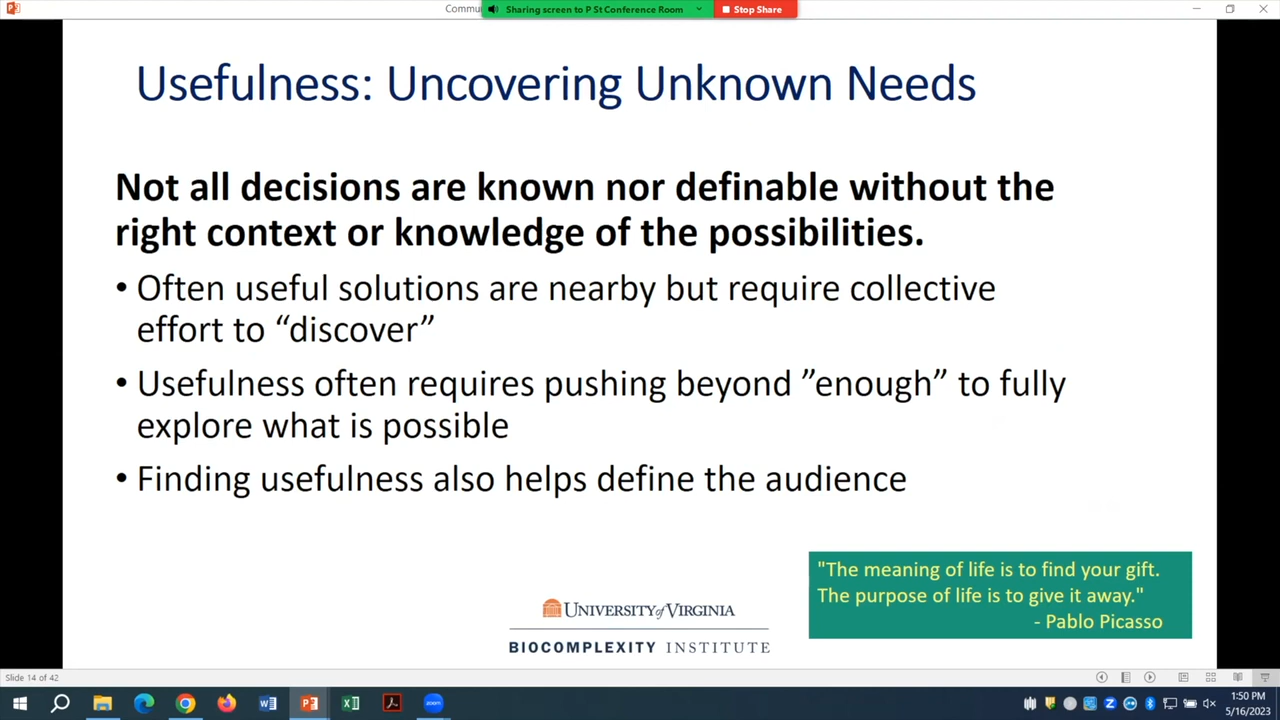 Commu
Sharing screen to P St Conference Room
Stop Share
Usefulness: Uncovering Unknown Needs
Not all decisions are known nor definable without the
right context or knowledge of the possibilities.
• Often useful solutions are nearby but require collective
effort to “discover”
• Usefulness often requires pushing beyond ”enough” to fully
explore what is possible
• Finding usefulness also helps define the audience
"The meaning of life is to find your gift.
The purpose of life is to give it away."
- Pablo Picasso
UNIVERSITY of VIRGINIA
BIOCOMPLEXITY INSTITUTE
Slide 14 of 42
zoom
1:50 PM
5/16/2023